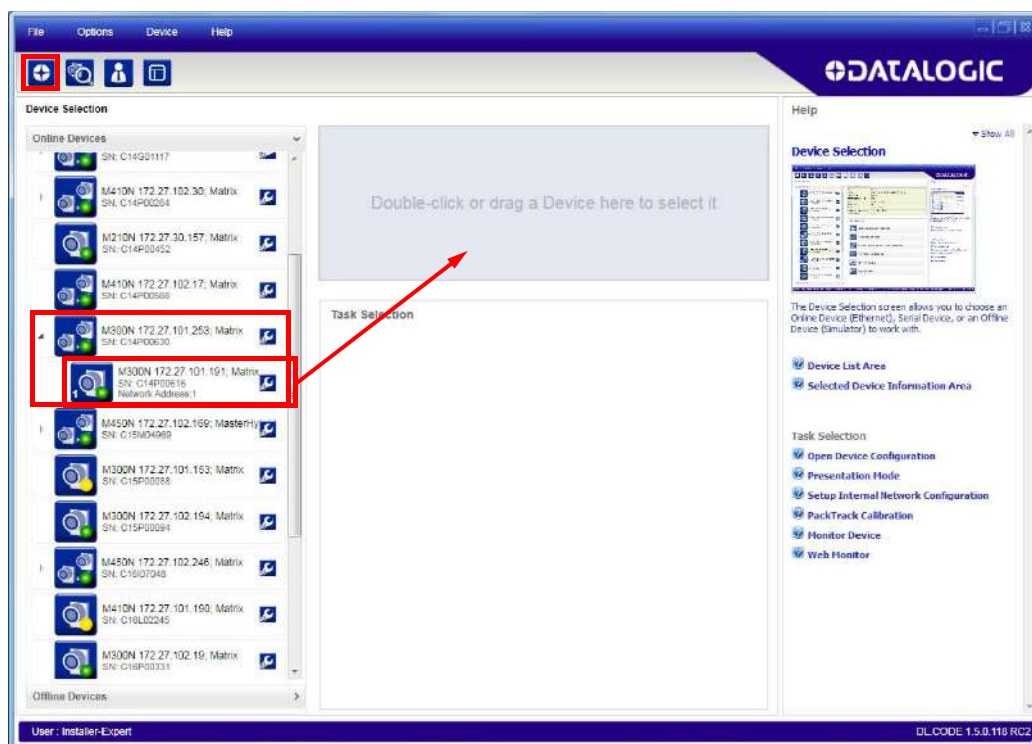 File Options Device Help
DATALOGIC
Device Selection
Online Devices
SN: C14G01117
M410N 172.27.102.30; Matrix
SN: C14P00264
M210N 172.27.30.157; Matrix
SN: C14P00452
M410N 172.27.102.17; Matrix
SN: C14P00588
M300N 172.27.101.253; Matrix
SN: C14P00630
M300N 172.27.101.191; Matrix
SN: C14P00616
Network Address:1
1
M450N 172.27.102.169; MasterHy
SN: C15M04969
M300N 172.27.101.153; Matrix
SN: C15P00088
M300N 172.27.102.194; Matrix
SN: C15P00094
M450N 172.27.102.246; Matrix
SN: C16I07048
M410N 172.27.101.190; Matrix
SN: C16L02245
M300N 172.27.102.19; Matrix
SN: C16P00331
Offline Devices
Double-click or drag a Device here to select it
Task Selection
Help
Show All
Device Selection
The Device Selection screen allows you to choose an
Online Device (Ethernet), Serial Device, or an Offline
Device (Simulator) to work with.
Device List Area
Selected Device Information Area
Task Selection
Open Device Configuration
Presentation Mode
Setup Internal Network Configuration
PackTrack Calibration
Monitor Device
Web Monitor
User : Installer-Expert
DL.CODE 1.5.0.118 RC2